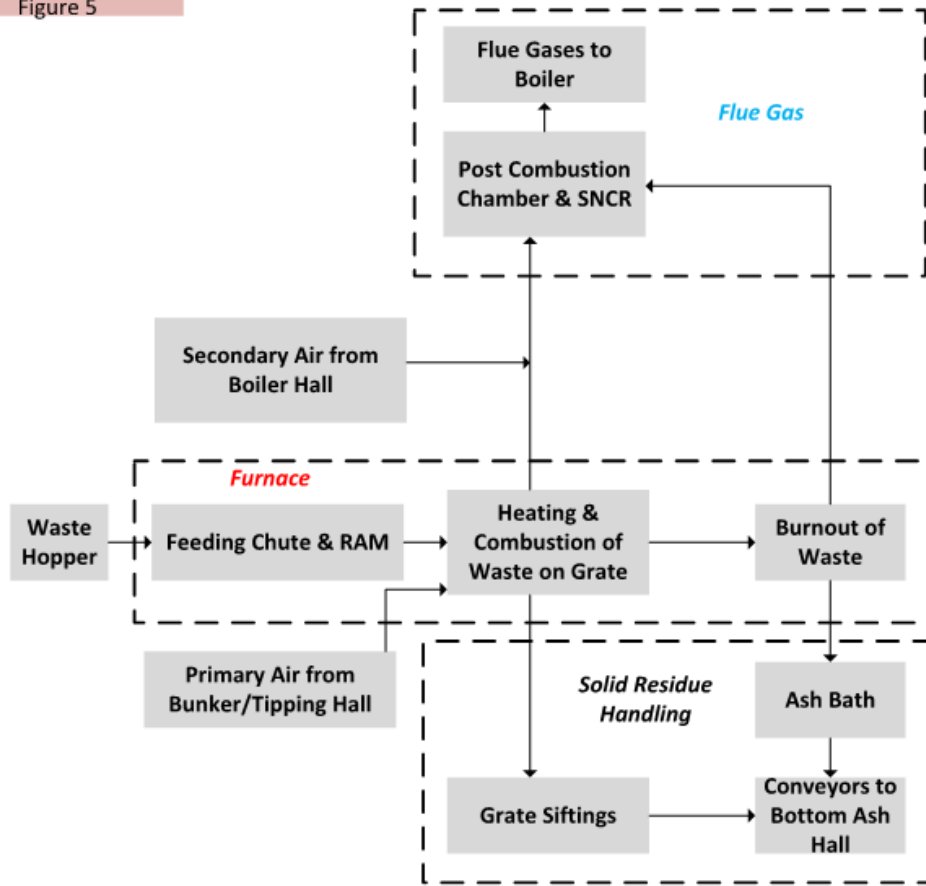 Figure 5
Flue Gases to
Boiler
Flue Gas
Post Combustion
Chamber & SNCR
Secondary Air from
Boiler Hall
Furnace
Waste
Hopper
Feeding Chute & RAM
Heating &
Combustion of
Waste on Grate
Burnout of
Waste
Primary Air from
Bunker/Tipping Hall
Solid Residue
Handling
Ash Bath
Grate Siftings
Conveyors to
Bottom Ash
Hall